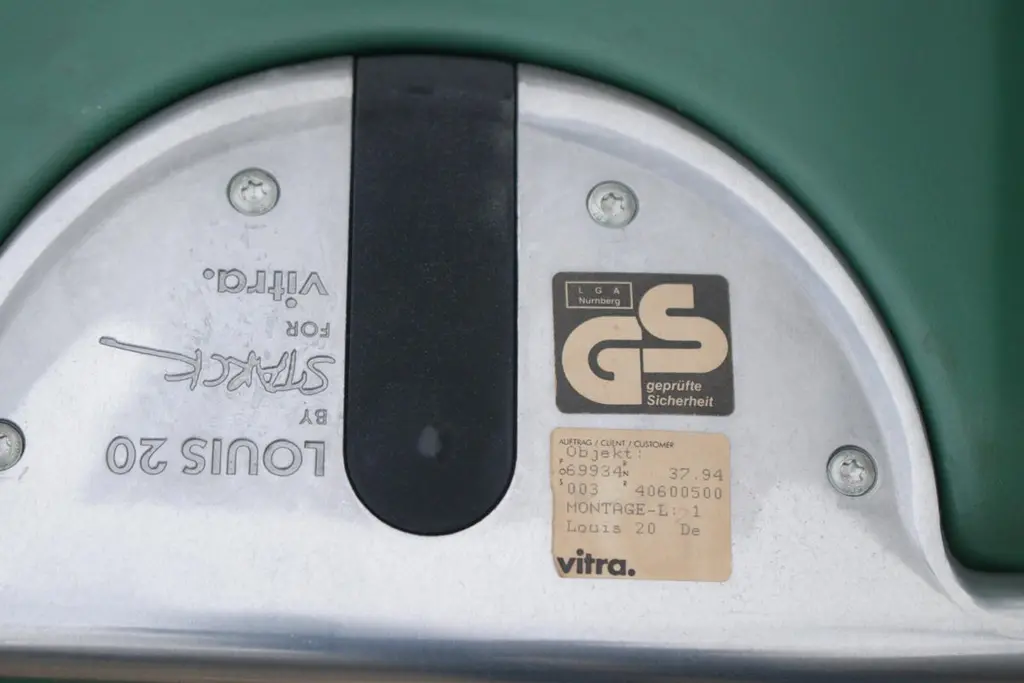 LOUIS 20
BY
STARCK
FOR
vitra.
L G A
Nürnberg
GS
geprüfte
Sicherheit
AUFTRAG / CLIENT / CUSTOMER
Objekt:
69934 37.94
003 40600500
MONTAGE-L: 1
Louis 20 De
vitra.